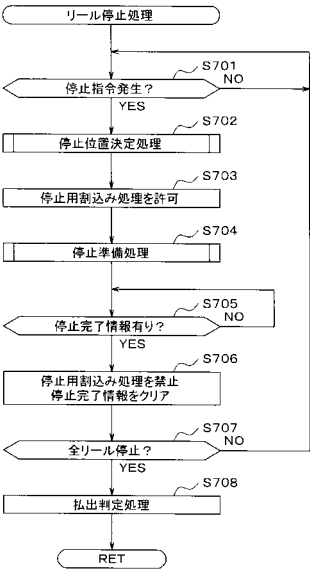 リール停止処理
S701
停止指令発生?
NO
YES
S702
停止位置決定処理
S703
停止用割込み処理を許可
S704
停止準備処理
S705
停止完了情報有り?
NO
YES
S706
停止用割込み処理を禁止
停止完了情報をクリア
S707
全リール停止?
NO
YES
S708
払出判定処理
RET